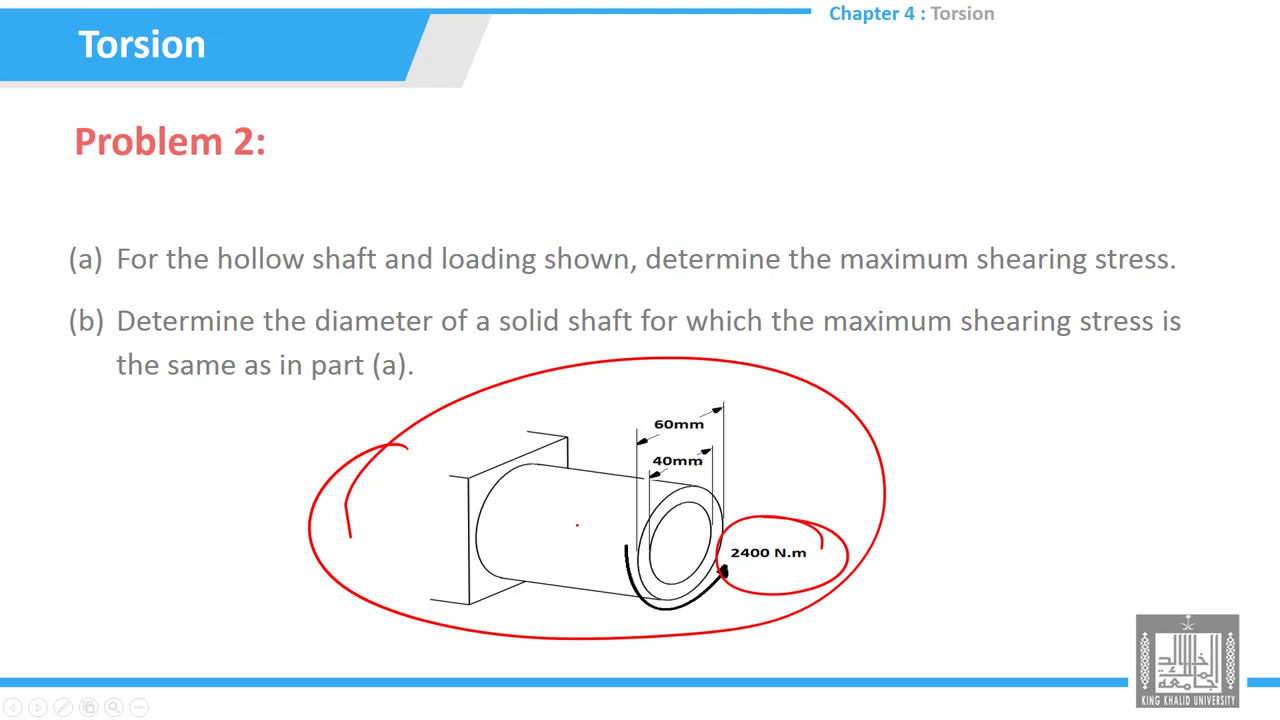 Chapter 4 : Torsion
Torsion
Problem 2:
(a) For the hollow shaft and loading shown, determine the maximum shearing stress.
(b) Determine the diameter of a solid shaft for which the maximum shearing stress is
the same as in part (a).
60mm
40mm
2400 N.m
KING KHALID UNIVERSITY